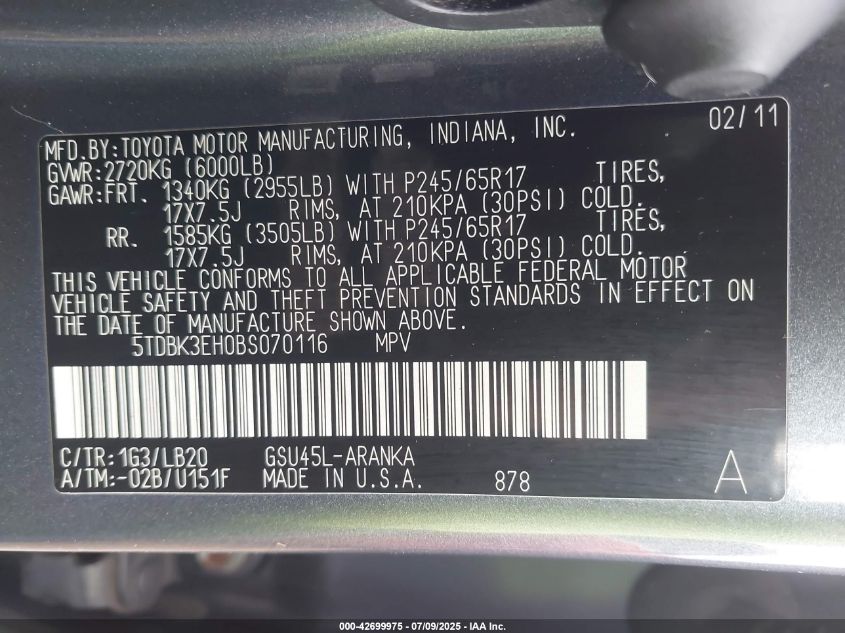 MFD.BY:TOYOTA MOTOR MANUFACTURING, INDIANA, INC. 02/11
GVWR:2720KG (6000LB)
GAWR:FRT. 1340KG (2955LB) WITH P245/65R17 TIRES,
17X7.5J RIMS, AT 210KPA (30PSI) COLD.
RR. 1585KG (3505LB) WITH P245/65R17 TIRES,
17X7.5J RIMS, AT 210KPA (30PSI) COLD.
THIS VEHICLE CONFORMS TO ALL APPLICABLE FEDERAL MOTOR
VEHICLE SAFETY AND THEFT PREVENTION STANDARDS IN EFFECT ON
THE DATE OF MANUFACTURE SHOWN ABOVE.
5TDBK3EH0BS070116 MPV
C/TR:1G3/LB20 GSU45L-ARANKA
A/TM:-02B/U151F MADE IN U.S.A. 878 A
000-42699975 - 07/09/2025 - IAA Inc.